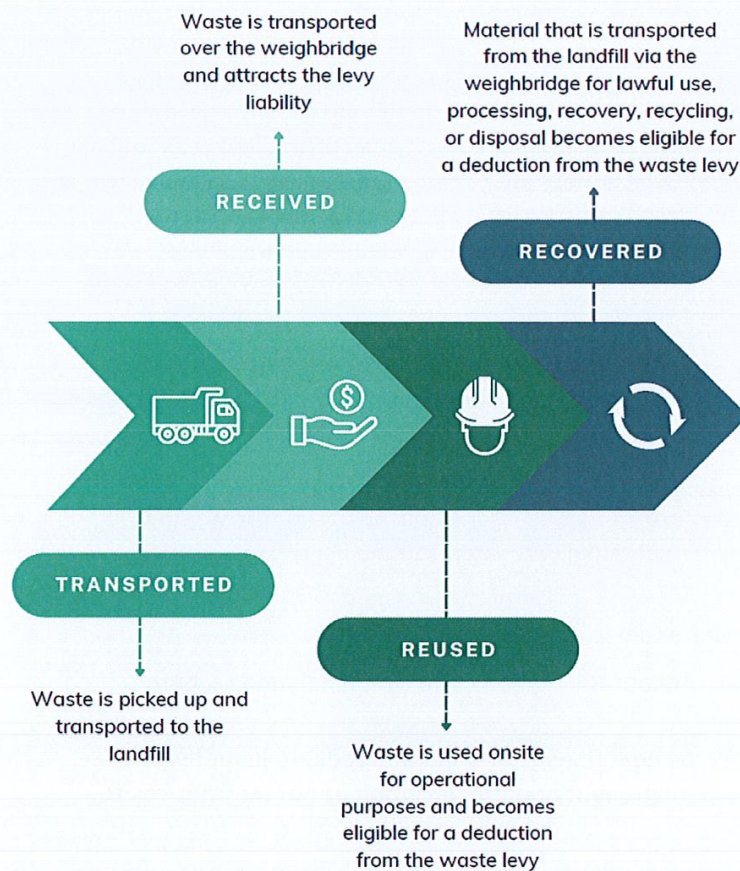 Waste is transported
over the weighbridge
and attracts the levy
liability
Material that is transported
from the landfill via the
weighbridge for lawful use,
processing, recovery, recycling,
or disposal becomes eligible for
a deduction from the waste levy
RECEIVED
RECOVERED
$
TRANSPORTED
REUSED
Waste is picked up and
transported to the
landfill
Waste is used onsite
for operational
purposes and becomes
eligible for a deduction
from the waste levy